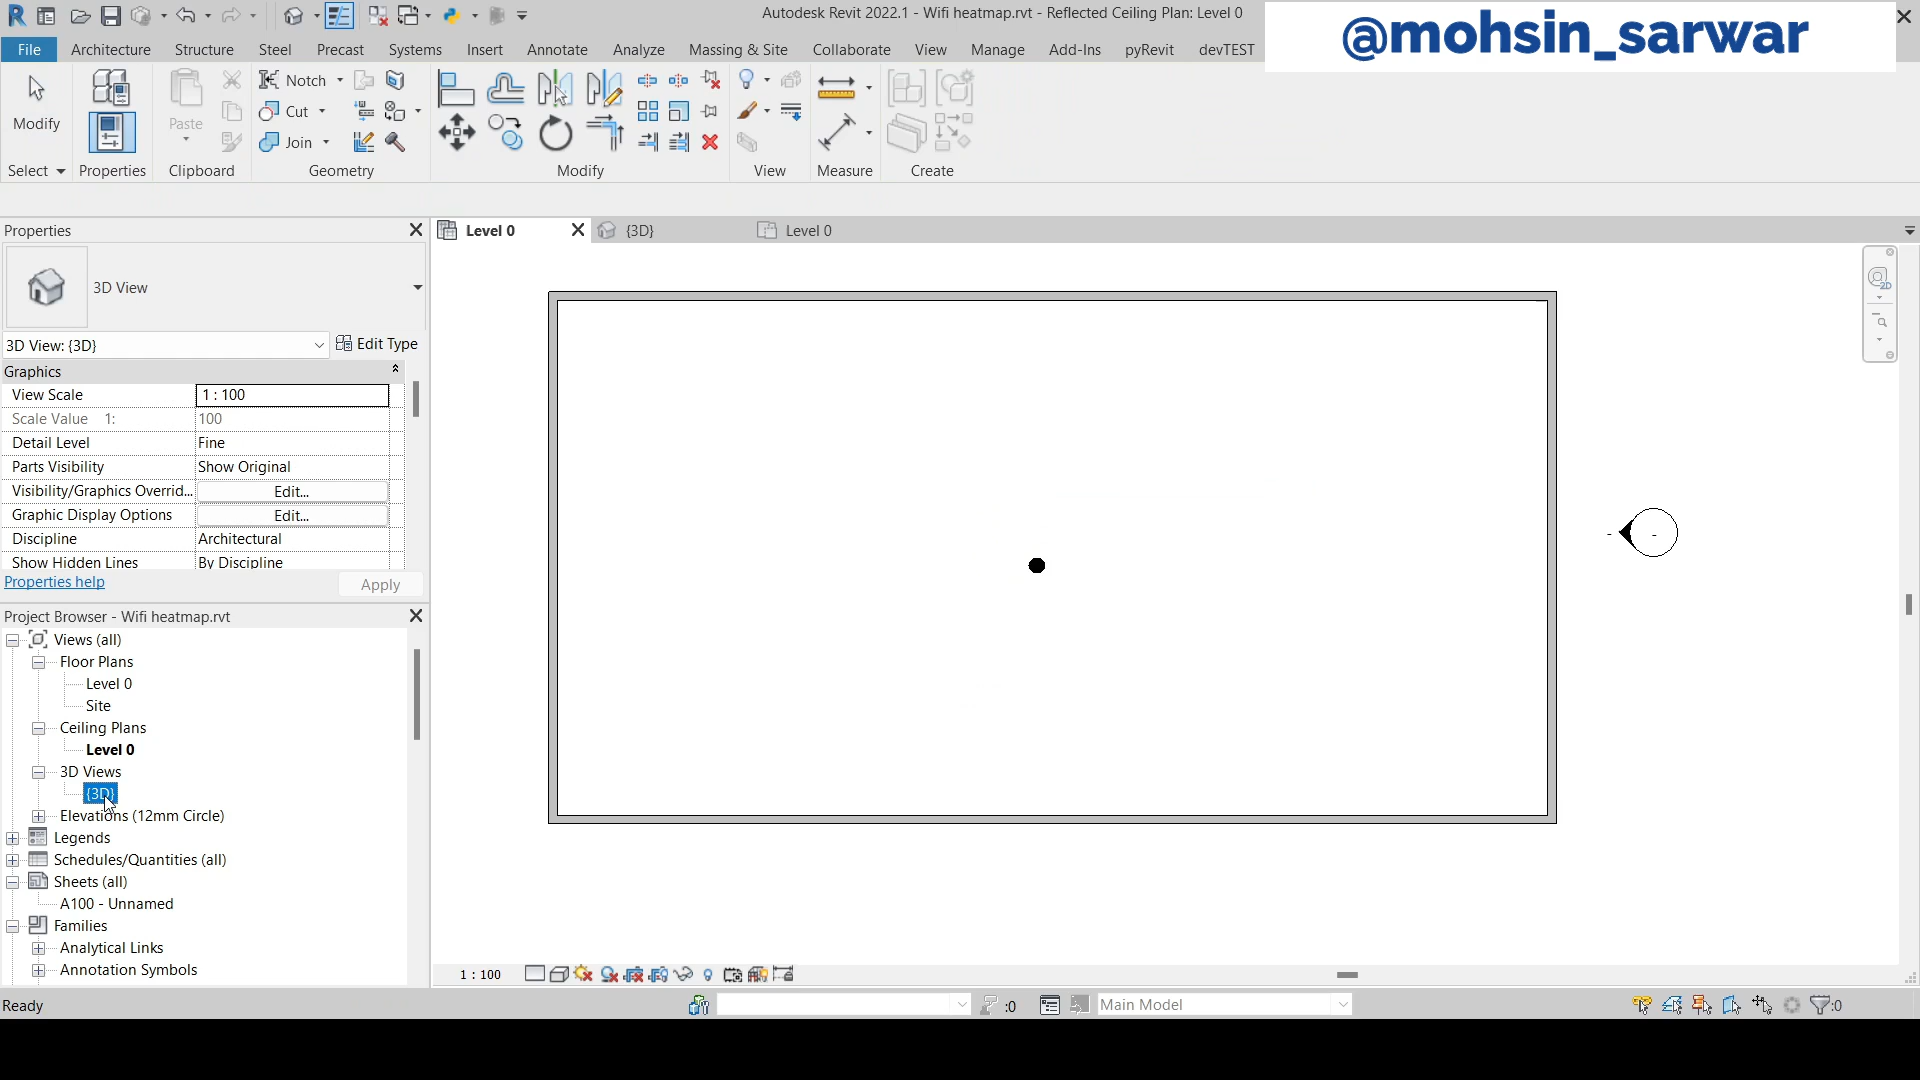 Autodesk Revit 2022.1 - Wifi heatmap.rvt - Reflected Ceiling Plan: Level 0
@mohsin_sarwar
File Architecture Structure Steel Precast Systems Insert Annotate Analyze Massing & Site Collaborate View Manage Add-Ins pyRevit devTEST
Modify
Paste
Notch
Cut
Join
Select Properties Clipboard Geometry Modify View Measure Create
Properties
Level 0 {3D} Level 0
2D
3D View
3D View: {3D} Edit Type
Graphics
View Scale 1 : 100
Scale Value 1: 100
Detail Level Fine
Parts Visibility Show Original
Visibility/Graphics Overrid... Edit...
Graphic Display Options Edit...
Discipline Architectural
Show Hidden Lines By Discipline
Properties help Apply
Project Browser - Wifi heatmap.rvt
Views (all)
Floor Plans
Level 0
Site
Ceiling Plans
Level 0
3D Views
{3D}
Elevations (12mm Circle)
Legends
Schedules/Quantities (all)
Sheets (all)
A100 - Unnamed
Families
Analytical Links
Annotation Symbols
1 : 100
Ready :0 Main Model :0